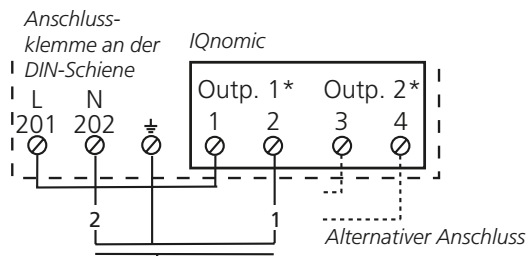 Anschluss-
klemme an der
DIN-Schiene
IQnomic
L N
201 202
Outp. 1* Outp. 2*
1 2 3 4
2 1
Alternativer Anschluss